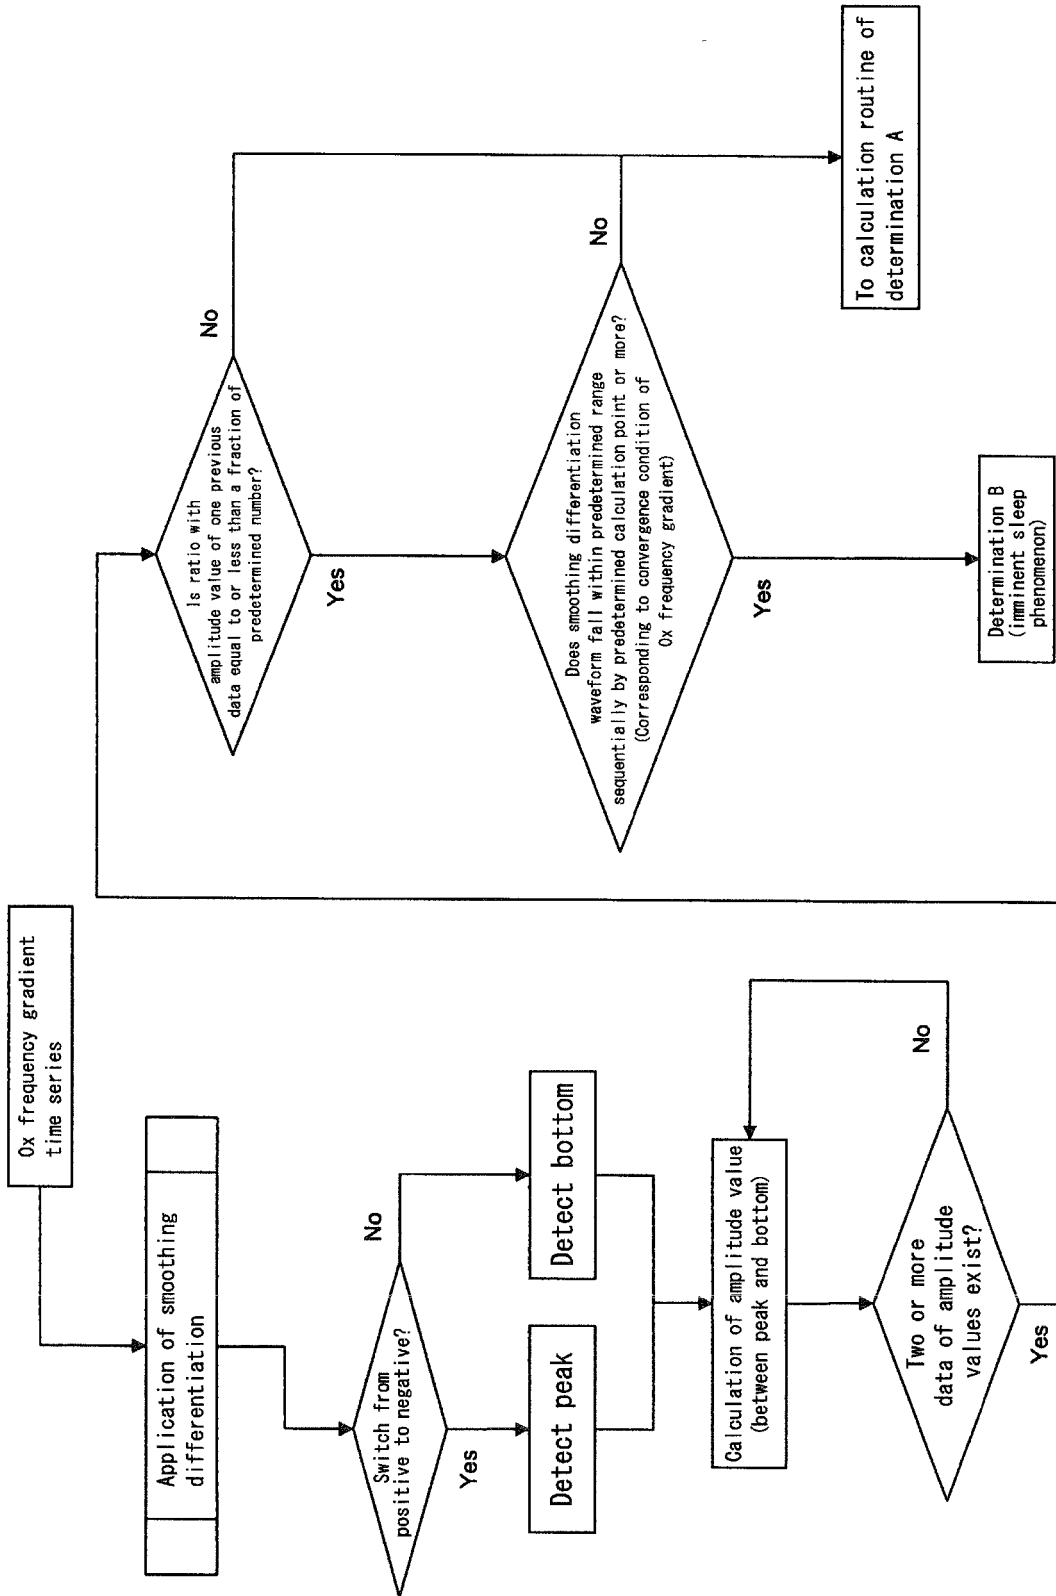 Ox frequency gradient
time series
Application of smoothing
differentiation
Switch from
positive to negative?
No
Yes
Detect peak
Detect bottom
Calculation of amplitude value
(between peak and bottom)
Two or more
data of amplitude
values exist?
No
Yes
Is ratio with
amplitude value of one previous
data equal to or less than a fraction of
predetermined number?
No
Yes
Does smoothing differentiation
waveform fall within predetermined range
sequentially by predetermined calculation point or more?
(Corresponding to convergence condition of
Ox frequency gradient)
No
Yes
Determination B
(imminent sleep
phenomenon)
To calculation routine of
determination A